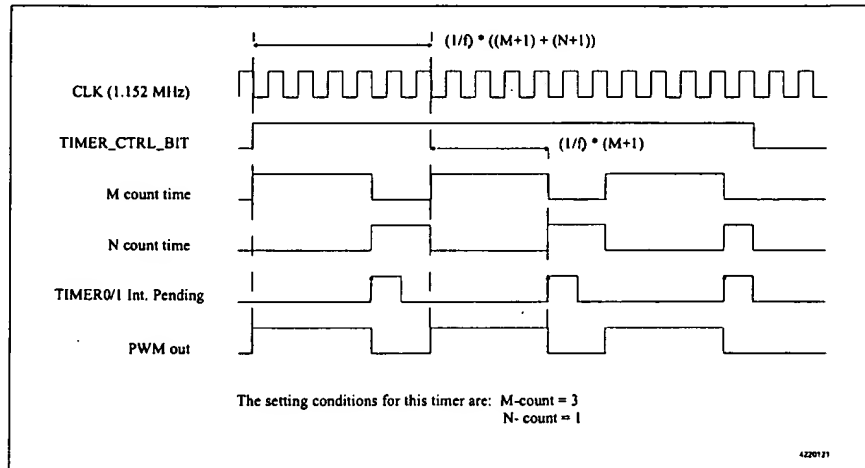 (1/f) * ((M+1) + (N+1))
CLK (1.152 MHz)
TIMER_CTRL_BIT
(1/f) * (M+1)
M count time
N count time
TIMER0/1 Int. Pending
PWM out
The setting conditions for this timer are: M-count = 3
N- count = 1
4220121